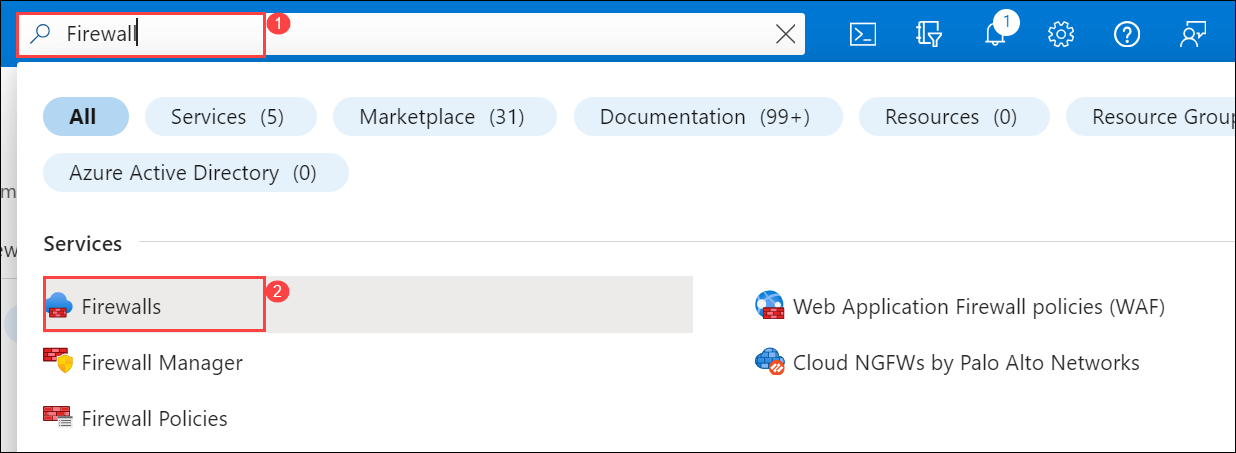 Firewall
1
1
All Services (5) Marketplace (31) Documentation (99+) Resources (0) Resource Grou
Azure Active Directory (0)
Services
Firewalls
2
Web Application Firewall policies (WAF)
Firewall Manager
Cloud NGFWs by Palo Alto Networks
Firewall Policies